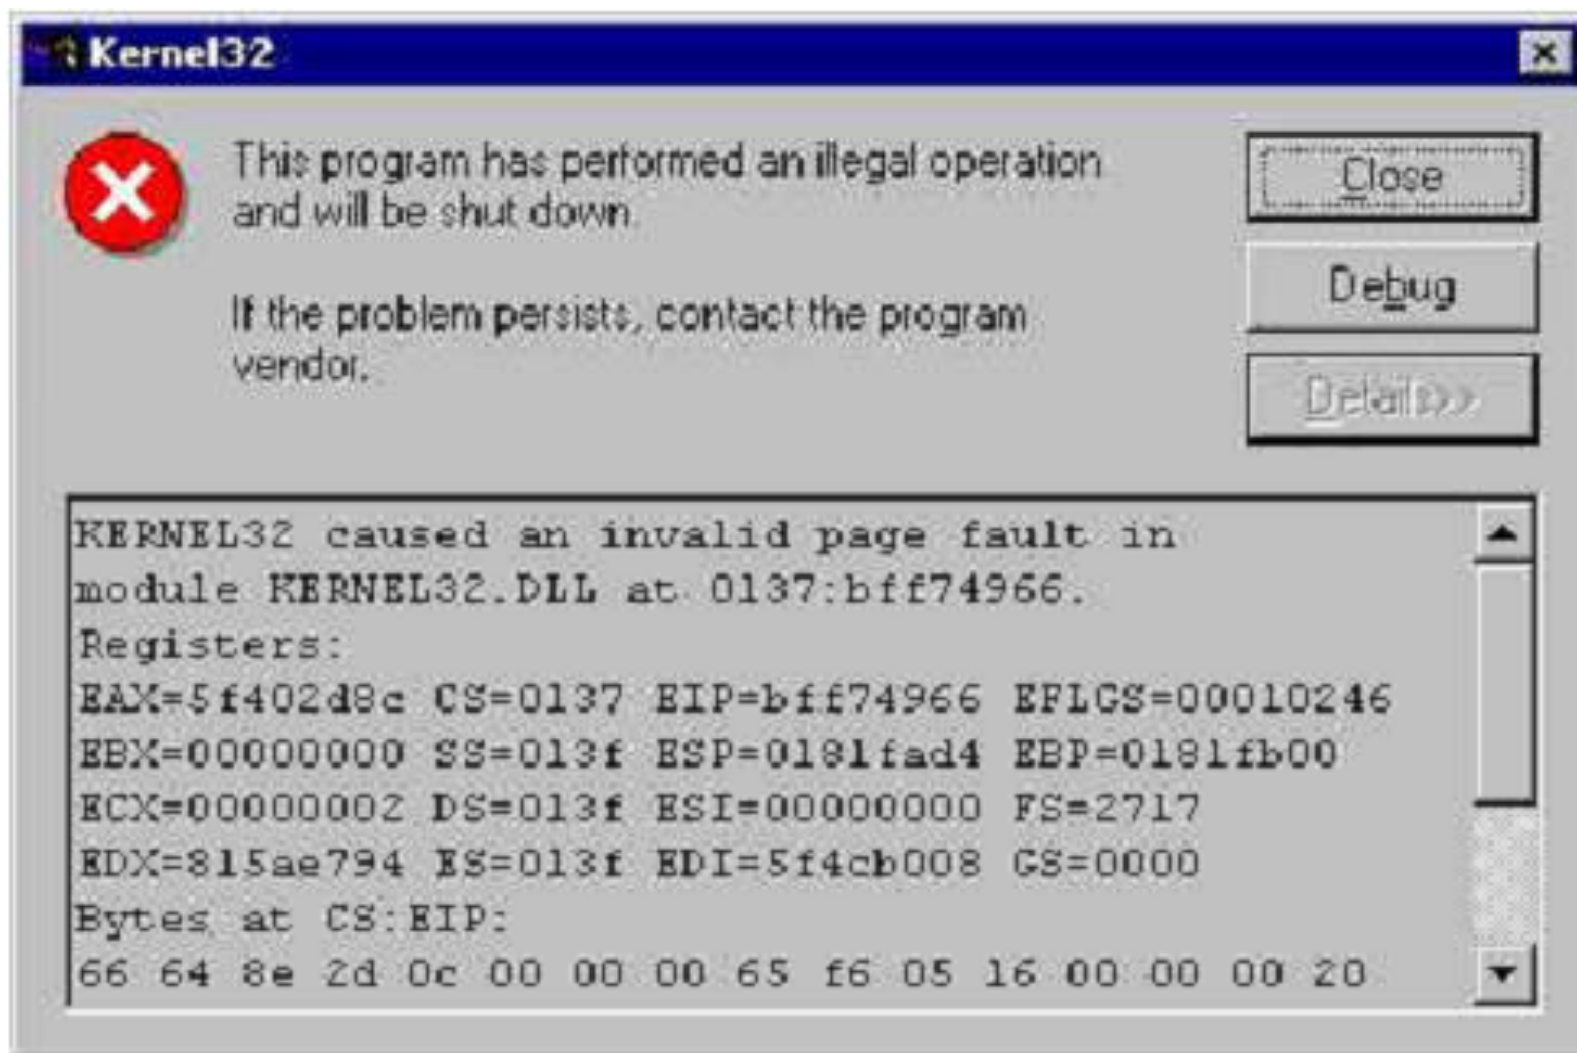 Kernel32
This program has performed an illegal operation
and will be shut down.
If the problem persists, contact the program
vendor.
Close
Debug
Details>>
KERNEL32 caused an invalid page fault in
module KERNEL32.DLL at 0137:bff74966.
Registers:
EAX=5f402d8c CS=0137 EIP=bff74966 EFLGS=00010246
EBX=00000000 SS=013f ESP=0181fad4 EBP=0181fb00
ECX=00000002 DS=013f ESI=00000000 FS=2717
EDX=815ae794 ES=013f EDI=5f4cb008 GS=0000
Bytes at CS:EIP:
66 64 8e 2d 0c 00 00 00 65 f6 05 16 00 00 00 20